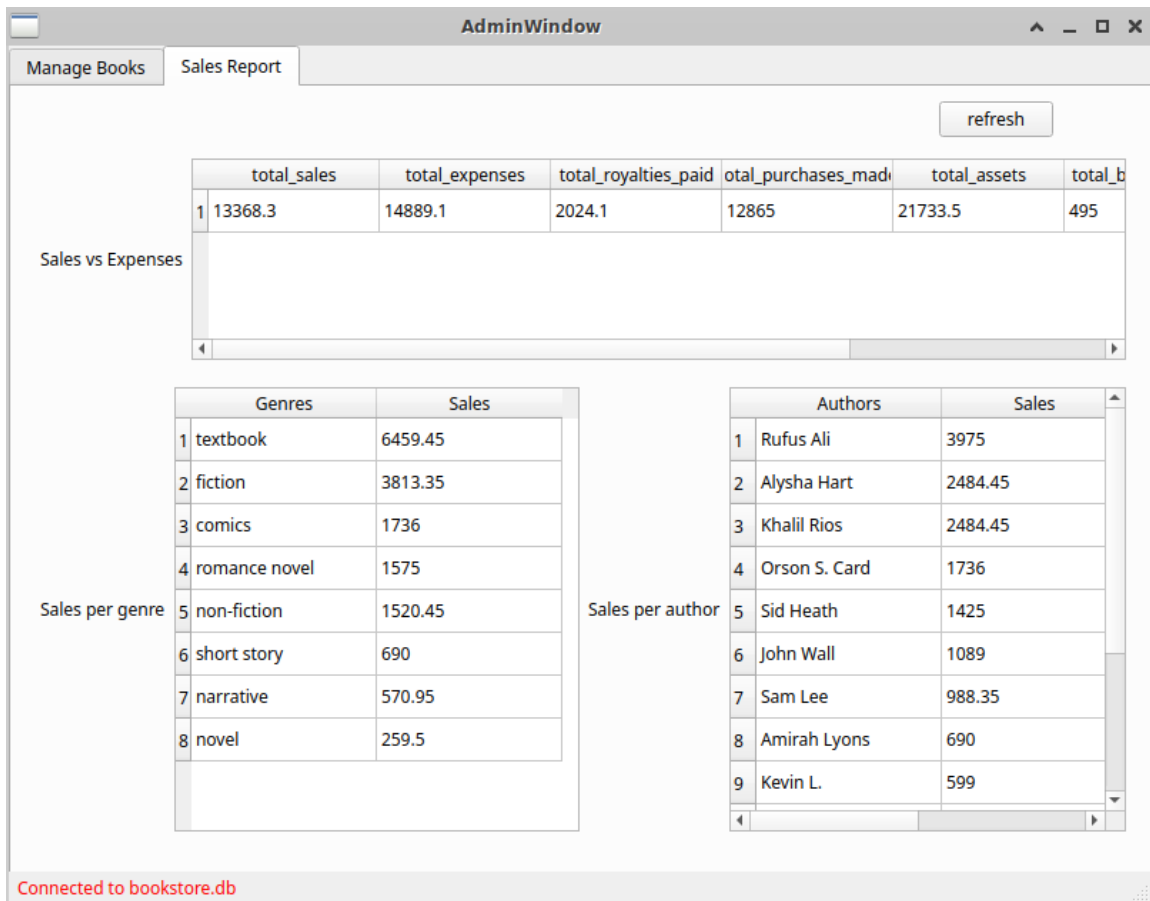 AdminWindow
Manage Books Sales Report
refresh
total_sales total_expenses total_royalties_paid otal_purchases_mad total_assets total_b
1 13368.3 14889.1 2024.1 12865 21733.5 495
Sales vs Expenses
Genres Sales
1 textbook 6459.45
2 fiction 3813.35
3 comics 1736
4 romance novel 1575
Sales per genre
5 non-fiction 1520.45
6 short story 690
7 narrative 570.95
8 novel 259.5
Authors Sales
1 Rufus Ali 3975
2 Alysha Hart 2484.45
3 Khalil Rios 2484.45
4 Orson S. Card 1736
Sales per author
5 Sid Heath 1425
6 John Wall 1089
7 Sam Lee 988.35
8 Amirah Lyons 690
9 Kevin L. 599
Connected to bookstore.db